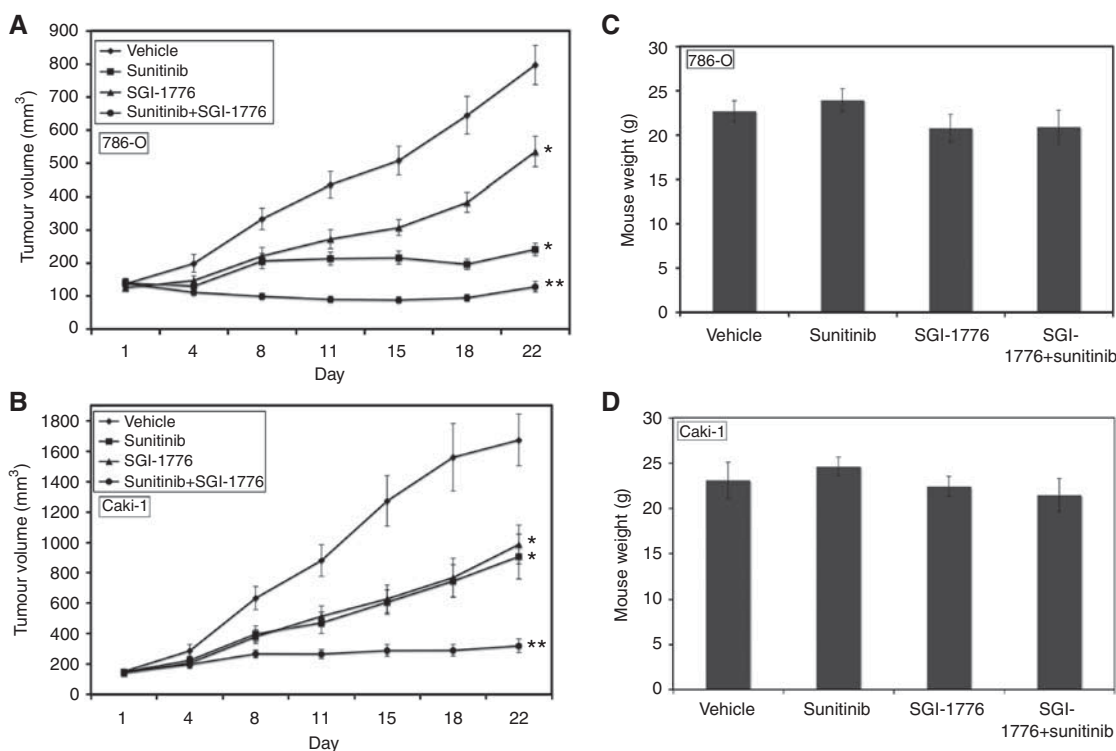 A
900
800
700
600
500
400
300
200
100
0
Tumour volume (mm³)
Vehicle
Sunitinib
SGI-1776
Sunitinib+SGI-1776
786-O
*
*
**
1 4 8 11 15 18 22
Day
B
1800
1600
1400
1200
1000
800
600
400
200
0
Tumour volume (mm³)
Vehicle
Sunitinib
SGI-1776
Sunitinib+SGI-1776
Caki-1
*
*
**
1 4 8 11 15 18 22
Day
C
30
25
20
15
10
5
0
Mouse weight (g)
786-O
Vehicle Sunitinib SGI-1776 SGI-
1776+sunitinib
D
30
25
20
15
10
5
0
Mouse weight (g)
Caki-1
Vehicle Sunitinib SGI-1776 SGI-
1776+sunitinib